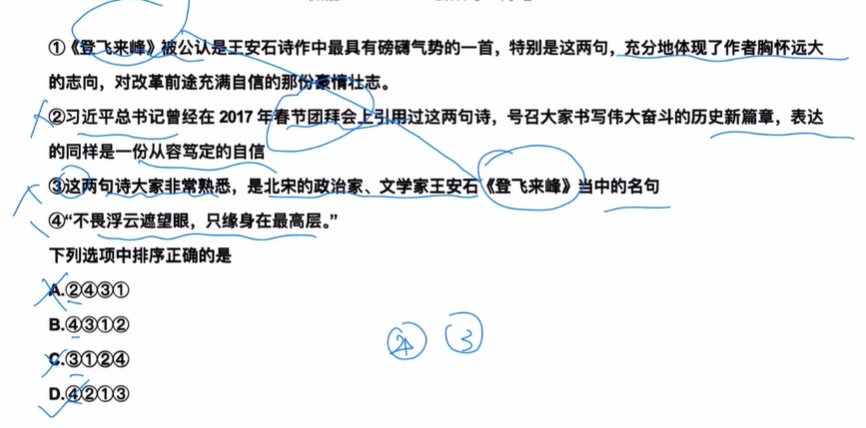 ①《登飞来峰》被公认是王安石诗作中最具有磅礴气势的一首，特别是这两句，充分地体现了作者胸怀远大
的志向，对改革前途充满自信的那份豪情壮志。
②习近平总书记曾经在 2017 年春节团拜会上引用过这两句诗，号召大家书写伟大奋斗的历史新篇章，表达
的同样是一份从容笃定的自信
③这两句诗大家非常熟悉，是北宋的政治家、文学家王安石《登飞来峰》当中的名句
④“不畏浮云遮望眼，只缘身在最高层。”
下列选项中排序正确的是
A.②④③①
B.④③①②
③
C.③①②④
D.④②①③